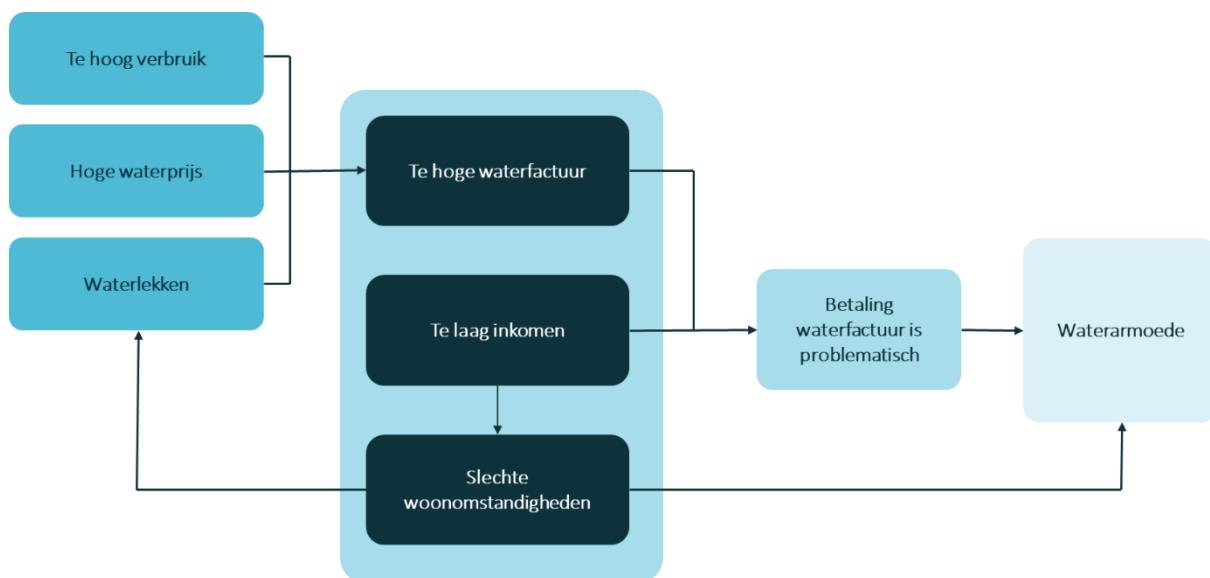 Te hoog verbruik
Hoge waterprijs
Waterlekken
Te hoge waterfactuur
Te laag inkomen
Slechte
woonomstandigheden
Betaling
waterfactuur is
problematisch
Waterarmoede